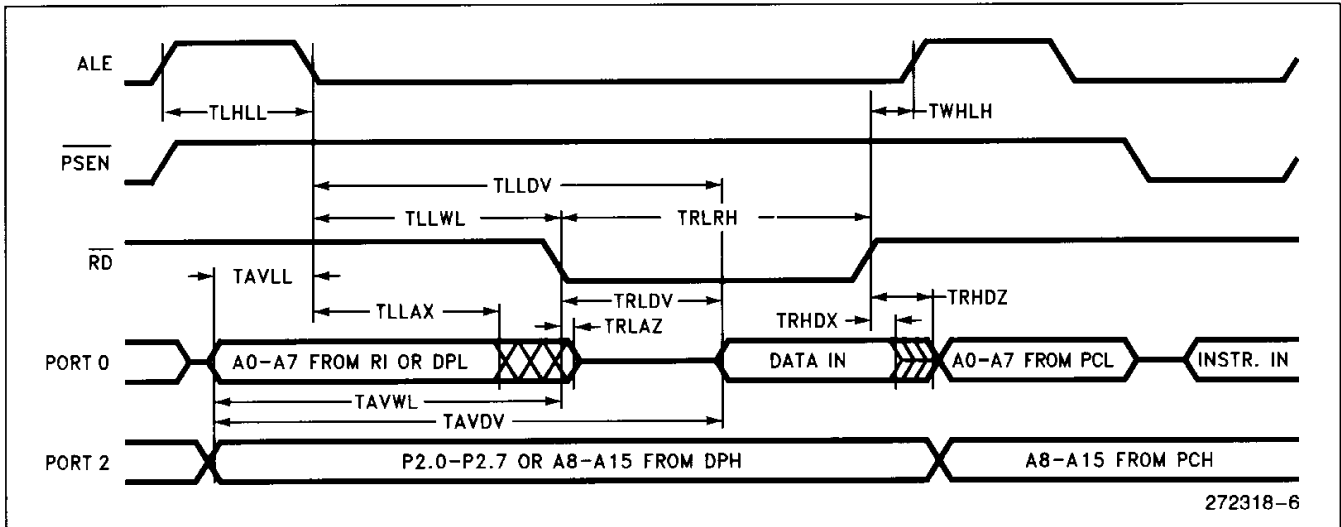 ALE
TLHLL
TWHLH
PSEN
TLLDV
TLLWL
TRLRH
RD
TAVLL
TLLAX
TRLDV
TRLAZ
TRHDX
TRHDZ
PORT 0
A0-A7 FROM RI OR DPL
DATA IN
A0-A7 FROM PCL
INSTR. IN
TAVWL
TAVDV
PORT 2
P2.0-P2.7 OR A8-A15 FROM DPH
A8-A15 FROM PCH
272318-6